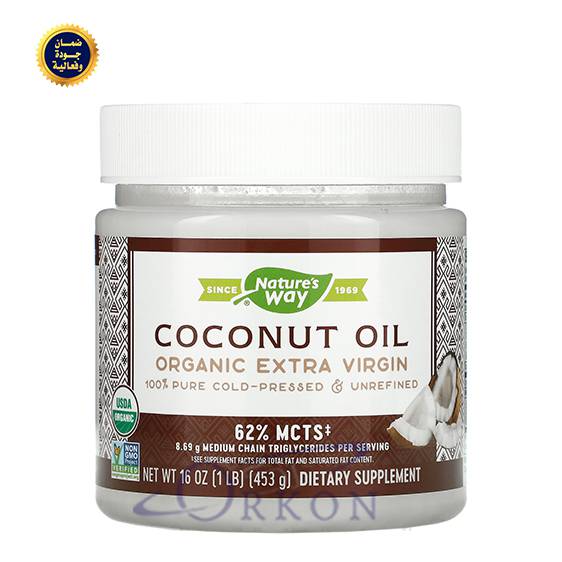 ضمان
جودة
وفعالية
SINCE
Nature's
Way®
1969
COCONUT OIL
ORGANIC EXTRA VIRGIN
100% PURE COLD-PRESSED & UNREFINED
USDA
ORGANIC
62% MCTS‡
8.69 g MEDIUM CHAIN TRIGLYCERIDES PER SERVING
‡SEE SUPPLEMENT FACTS FOR TOTAL FAT AND SATURATED FAT CONTENT.
NON
GMO
Project
VERIFIED
NET WT 16 OZ (1 LB) (453 g) DIETARY SUPPLEMENT
ORKON